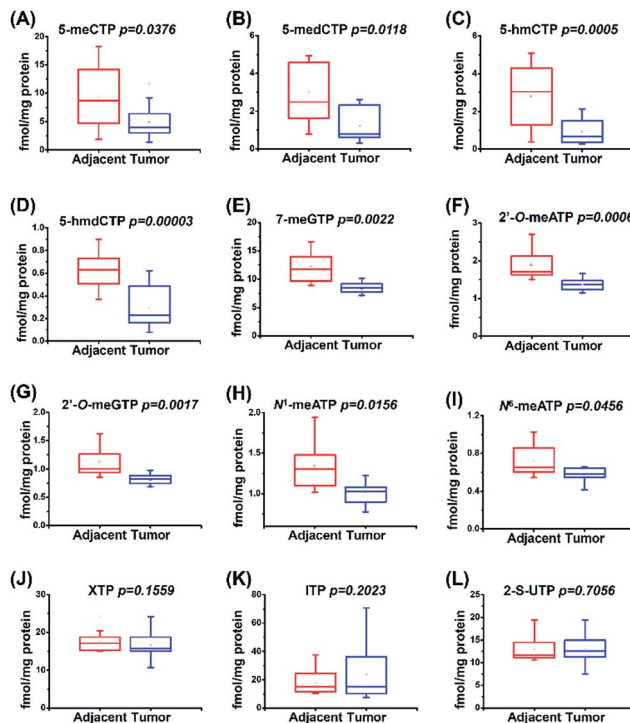 (A) 5-meCTP p=0.0376
fmol/mg protein
20
15
10
5
0
Adjacent Tumor
(B) 5-medCTP p=0.0118
fmol/mg protein
6
4
2
0
Adjacent Tumor
(C) 5-hmCTP p=0.0005
fmol/mg protein
6
4
2
0
Adjacent Tumor
(D) 5-hmdCTP p=0.00003
fmol/mg protein
1.0
0.8
0.6
0.4
0.2
0.0
Adjacent Tumor
(E) 7-meGTP p=0.0022
fmol/mg protein
20
15
10
5
0
Adjacent Tumor
(F) 2'-O-meATP p=0.0006
fmol/mg protein
3
2
1
0
Adjacent Tumor
(G) 2'-O-meGTP p=0.0017
fmol/mg protein
2.0
1.5
1.0
0.5
0.0
Adjacent Tumor
(H) N¹-meATP p=0.0156
fmol/mg protein
2.0
1.5
1.0
Adjacent Tumor
(I) N⁶-meATP p=0.0456
fmol/mg protein
1.2
0.8
0.4
0.0
Adjacent Tumor
(J) XTP p=0.1559
fmol/mg protein
30
20
10
0
Adjacent Tumor
(K) ITP p=0.2023
fmol/mg protein
80
60
40
20
0
Adjacent Tumor
(L) 2-S-UTP p=0.7056
fmol/mg protein
25
20
15
10
5
0
Adjacent Tumor